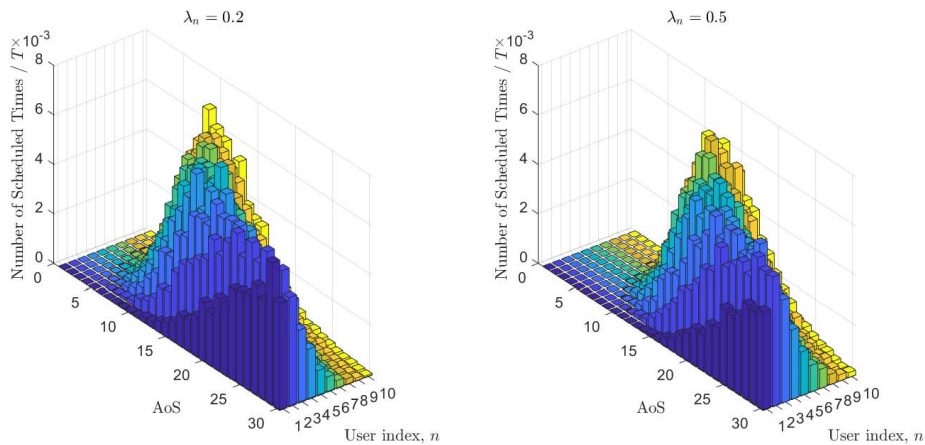 λₙ = 0.2
×10⁻³
Number of Scheduled Times / T
8
6
4
2
0
0
5
10
15
20
25
30
AoS
1 2 3 4 5 6 7 8 9 10
User index, n
λₙ = 0.5
×10⁻³
Number of Scheduled Times / T
8
6
4
2
0
0
5
10
15
20
25
30
AoS
1 2 3 4 5 6 7 8 9 10
User index, n